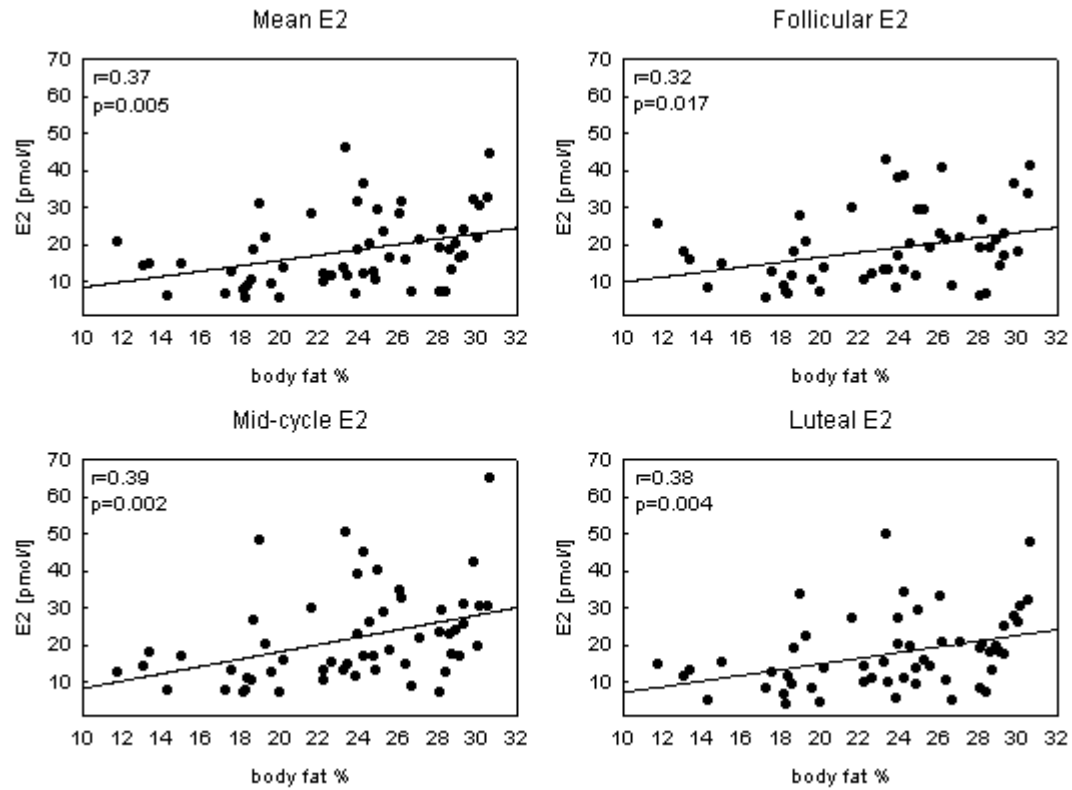 Mean E2
r=0.37
p=0.005
E2 [pmol/l]
70
60
50
40
30
20
10
10 12 14 16 18 20 22 24 26 28 30 32
body fat %
Follicular E2
r=0.32
p=0.017
E2 [pmol/l]
70
60
50
40
30
20
10
10 12 14 16 18 20 22 24 26 28 30 32
body fat %
Mid-cycle E2
r=0.39
p=0.002
E2 [pmol/l]
70
60
50
40
30
20
10
10 12 14 16 18 20 22 24 26 28 30 32
body fat %
Luteal E2
r=0.38
p=0.004
E2 [pmol/l]
70
60
50
40
30
20
10
10 12 14 16 18 20 22 24 26 28 30 32
body fat %